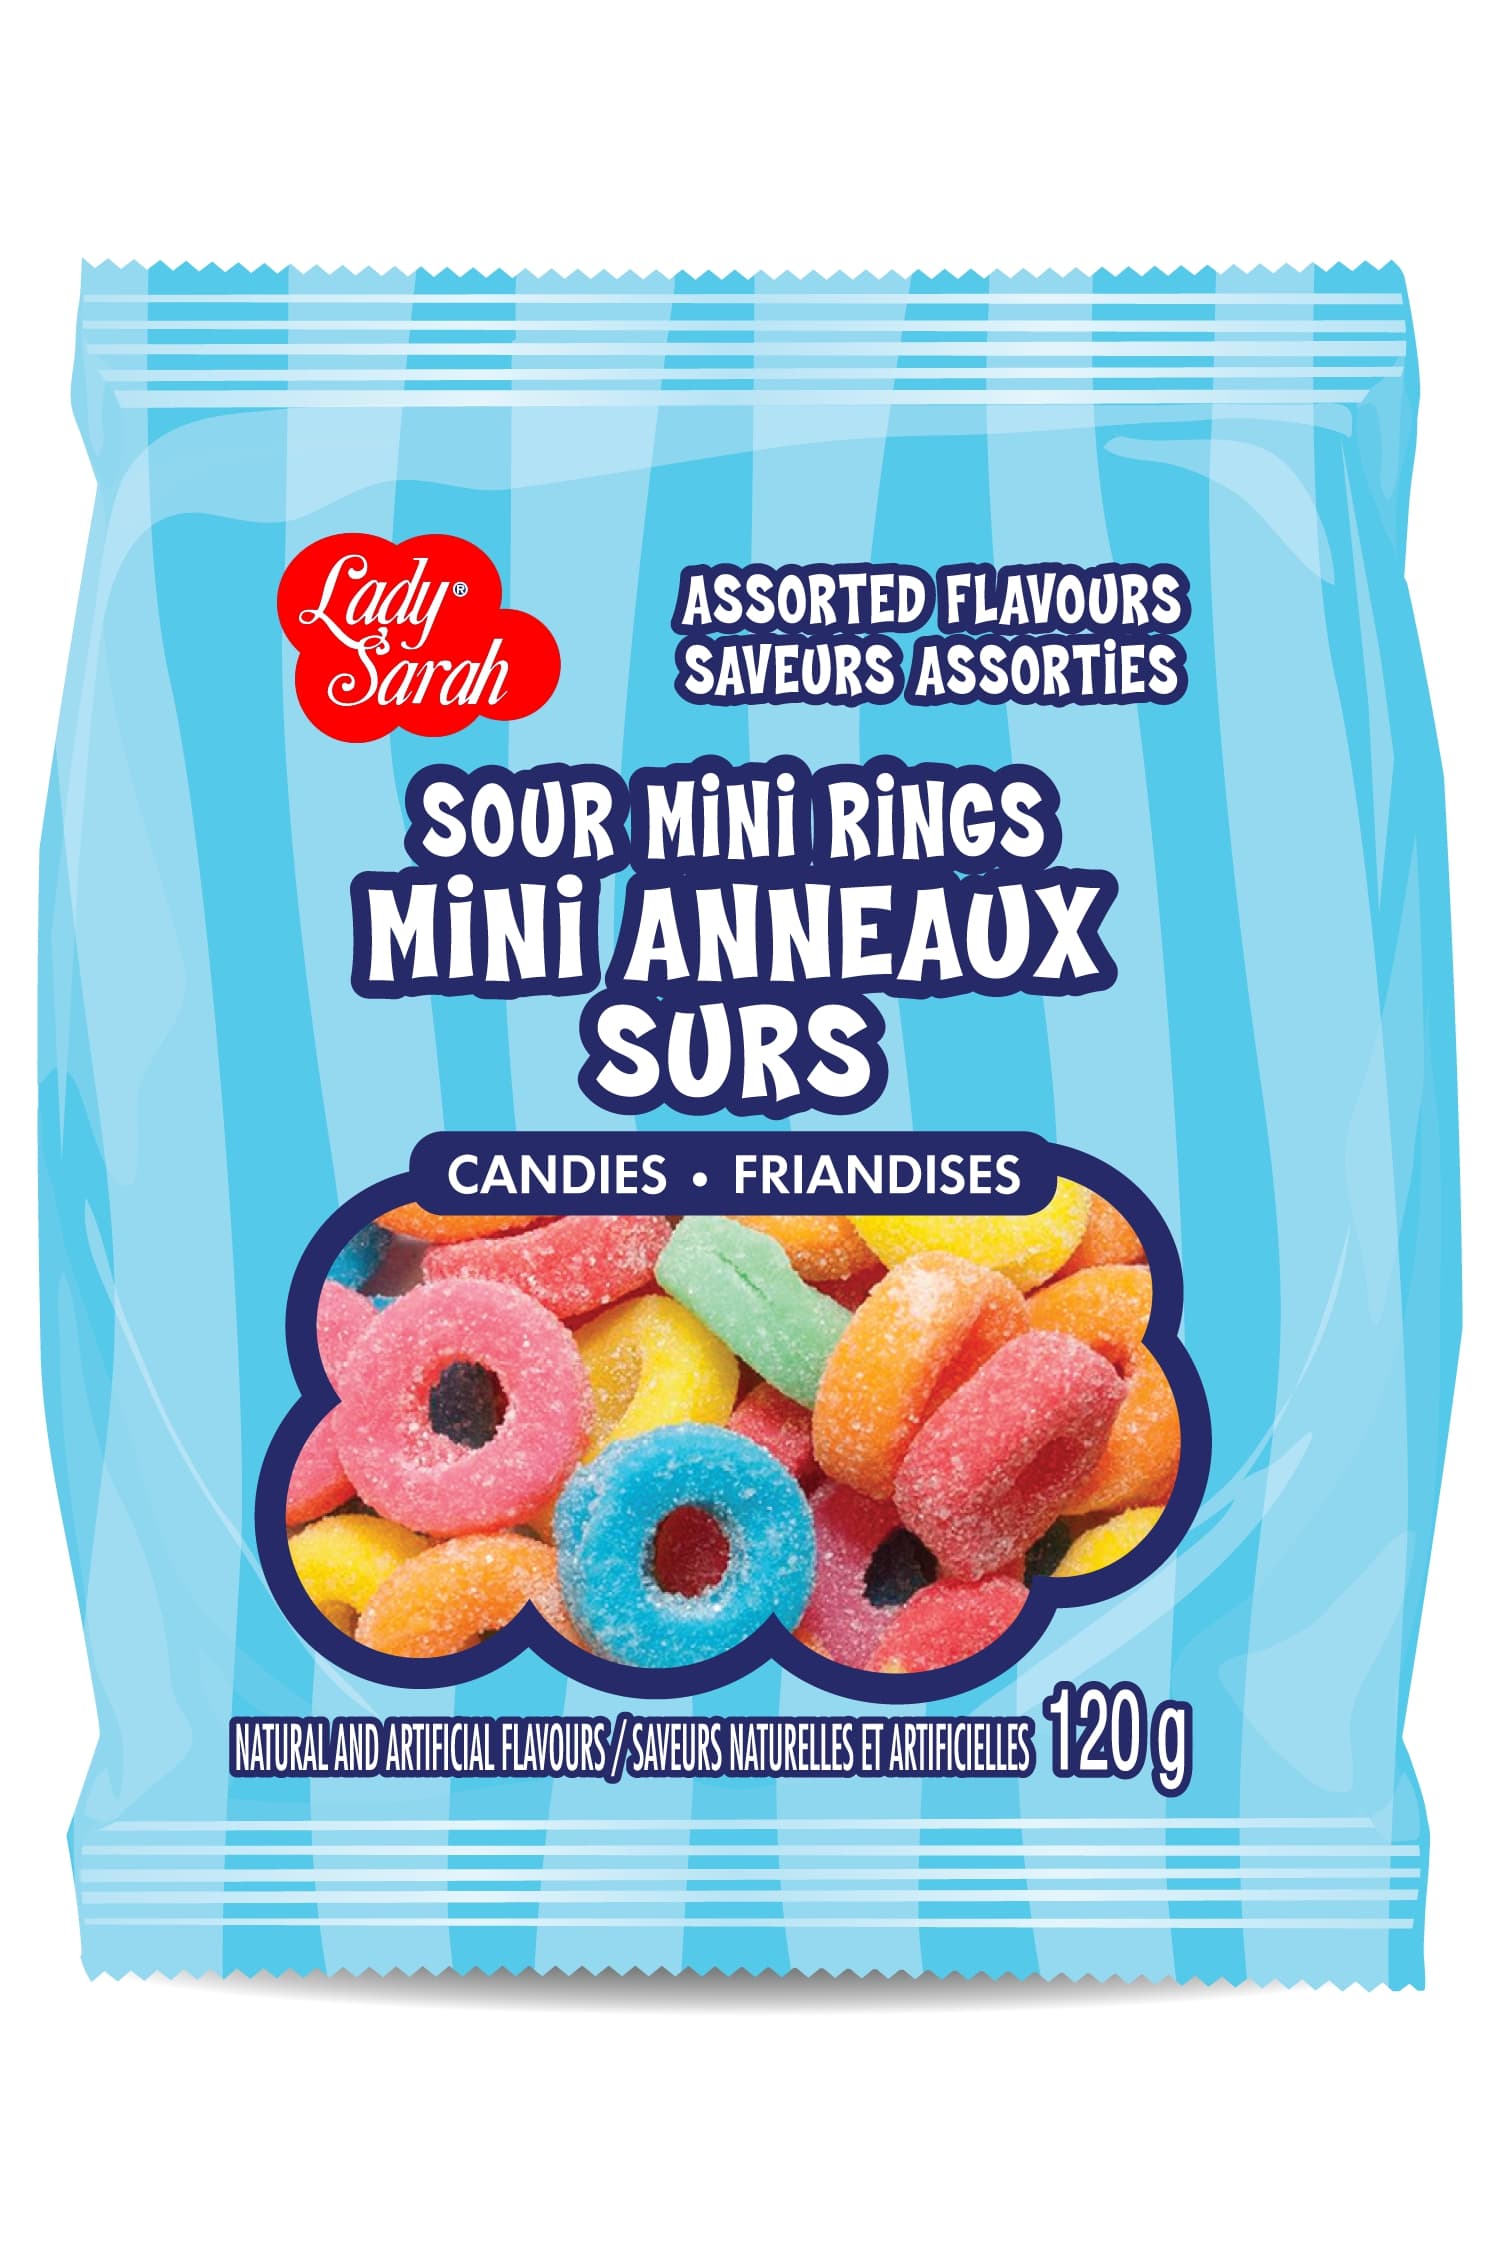 Lady®
Sarah
ASSORTED FLAVOURS
SAVEURS ASSORTiES
SOUR MiNi RiNGS
MiNi ANNEAUX
SURS
CANDIES • FRIANDISES
NATURAL AND ARTIFICIAL FLAVOURS / SAVEURS NATURELLES ET ARTIFICIELLES 120 g